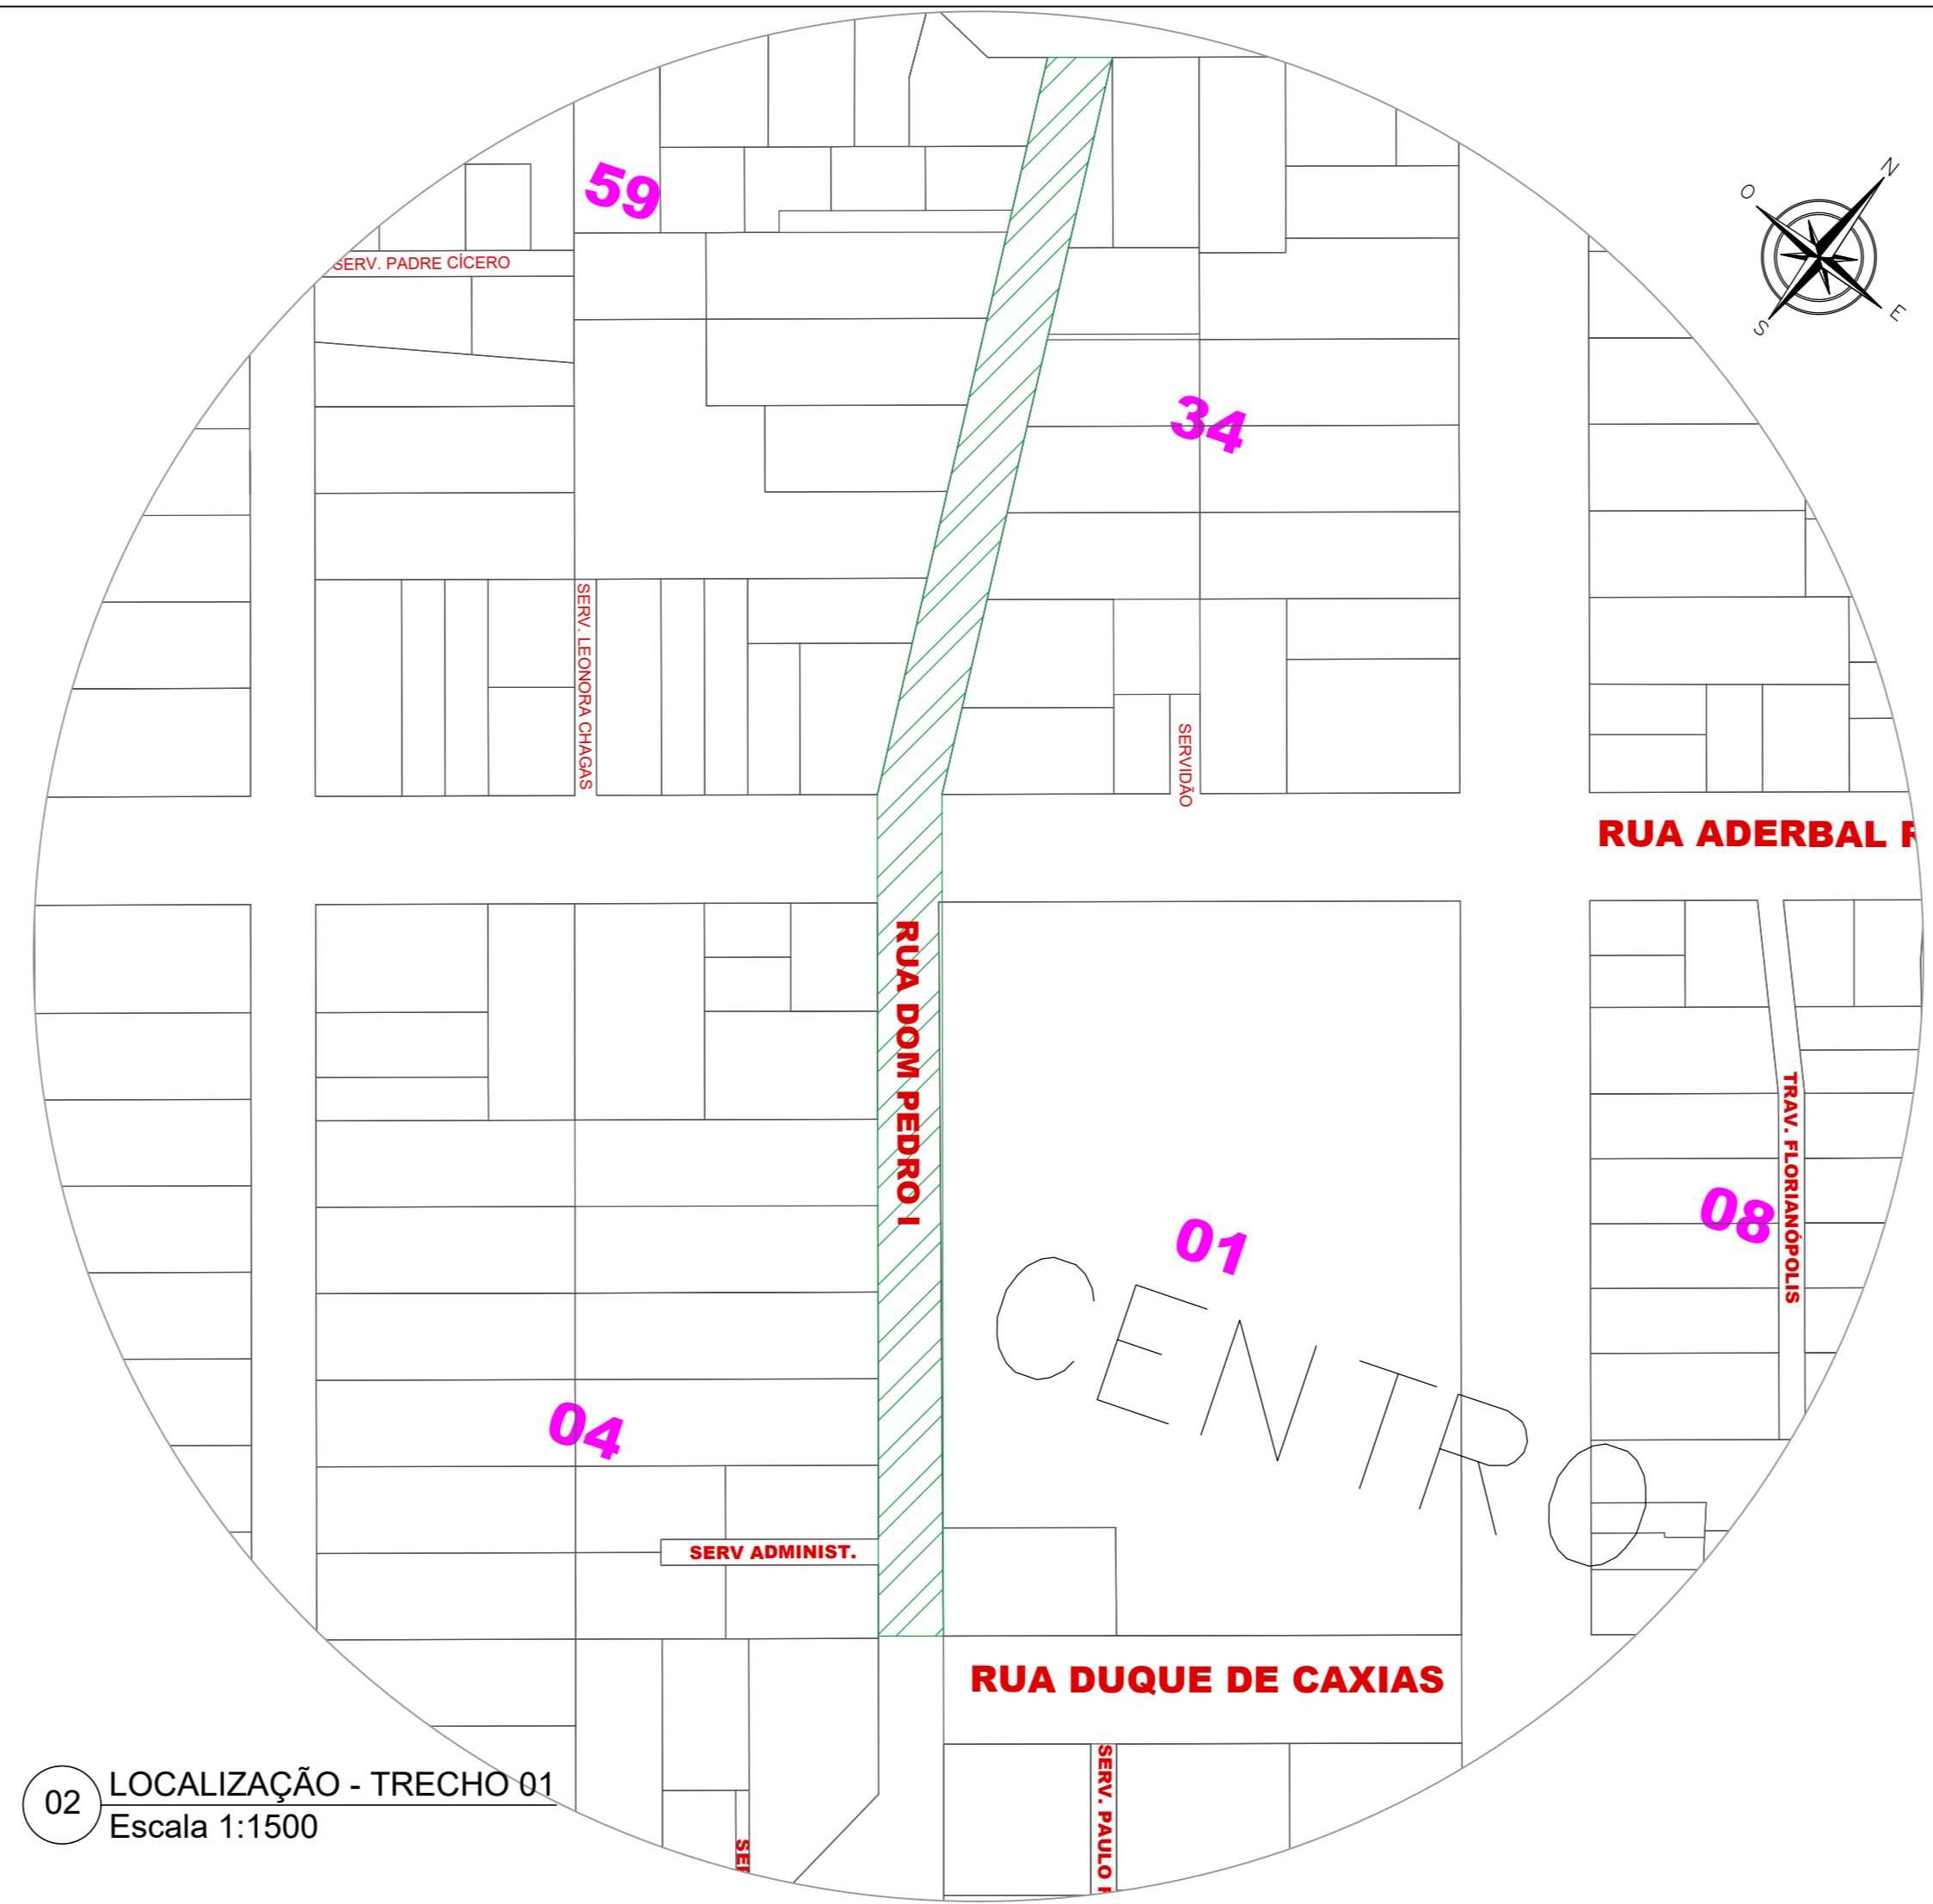 59
N
O
SERV. PADRE CÍCERO
E
S
34
SERV. LEONORA CHAGAS
SERVIDÃO
RUA ADERBAL
RUA DOM PEDRO I
TRAV. FLORIANÓPOLIS
01
08
CENTRO
04
SERV ADMINIST.
RUA DUQUE DE CAXIAS
SERV. PAULO
02
LOCALIZAÇÃO - TRECHO 01
Escala 1:1500